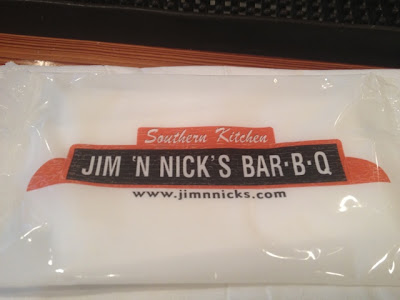 Southern Kitchen
JIM 'N NICK'S BAR·B·Q
www.jimnnicks.com